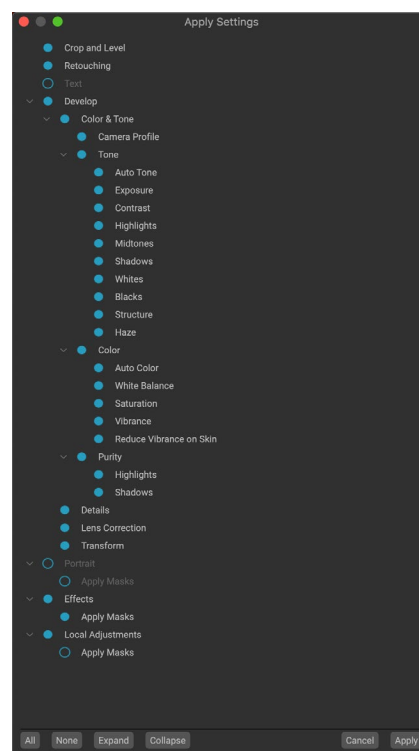 Apply Settings
Crop and Level
Retouching
Text
Develop
Color & Tone
Camera Profile
Tone
Auto Tone
Exposure
Contrast
Highlights
Midtones
Shadows
Whites
Blacks
Structure
Haze
Color
Auto Color
White Balance
Saturation
Vibrance
Reduce Vibrance on Skin
Purity
Highlights
Shadows
Details
Lens Correction
Transform
Portrait
Apply Masks
Effects
Apply Masks
Local Adjustments
Apply Masks
All None Expand Collapse Cancel Apply